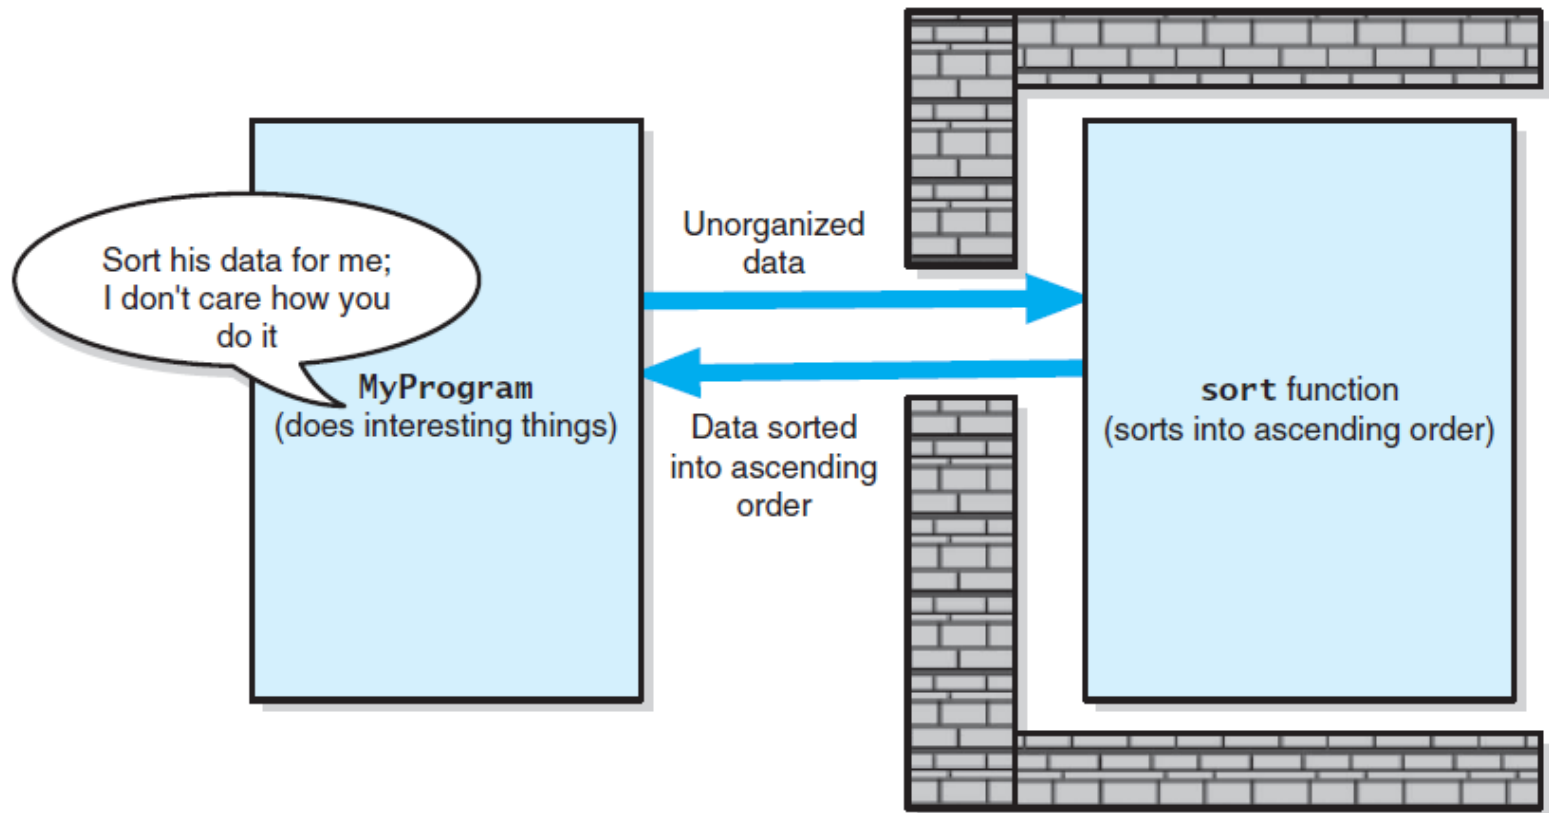 Sort his data for me;
I don't care how you
do it
MyProgram
(does interesting things)
Unorganized
data
Data sorted
into ascending
order
sort function
(sorts into ascending order)